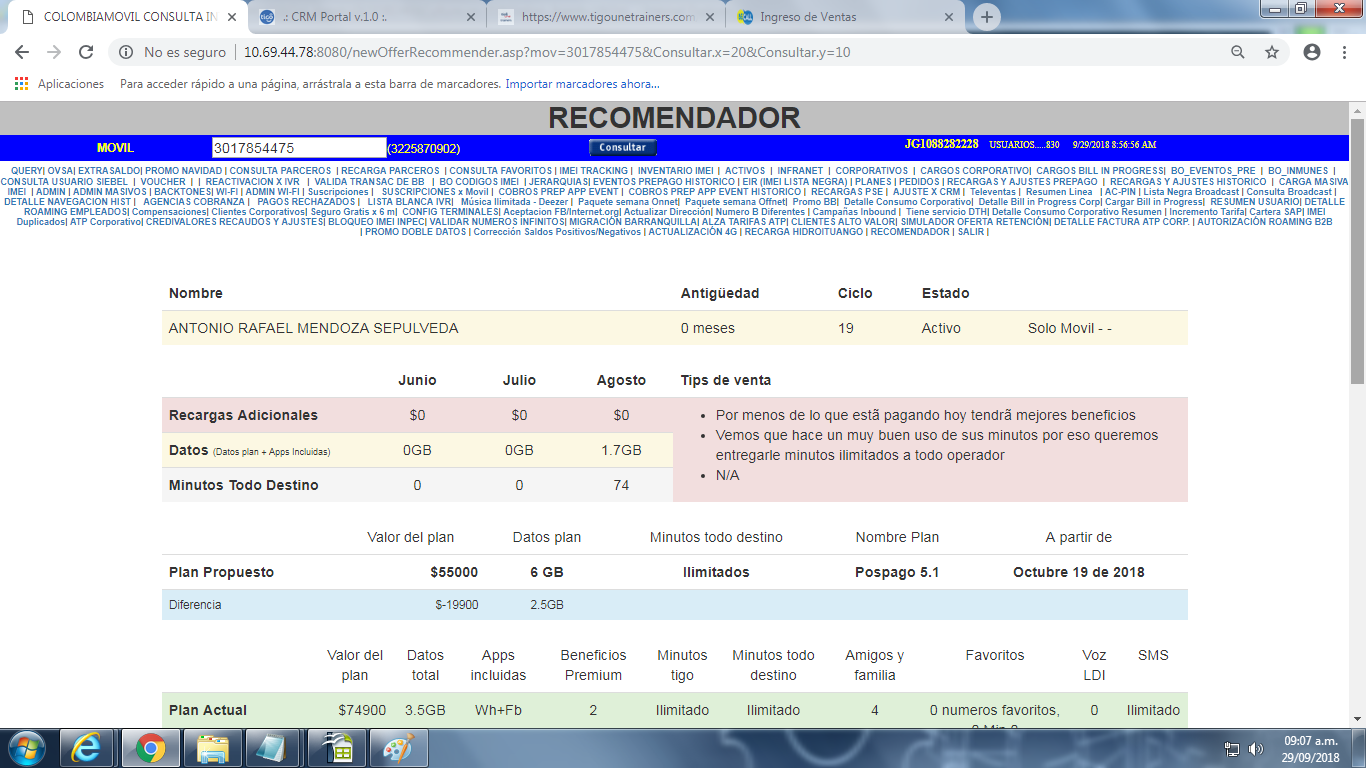 COLOMBIAMOVIL CONSULTA IN
.: CRM Portal v.1.0 :.
https://www.tigounetrainers.com
Ingreso de Ventas
No es seguro | 10.69.44.78:8080/newOfferRecommender.asp?mov=3017854475&Consultar.x=20&Consultar.y=10
Aplicaciones Para acceder rápido a una página, arrástrala a esta barra de marcadores. Importar marcadores ahora...
RECOMENDADOR
MOVIL 3017854475 (3225870902) Consultar JG1088282228 USUARIOS.....830 9/29/2018 8:56:56 AM
QUERY| OVSA| EXTRASALDO| PROMO NAVIDAD | CONSULTA PARCEROS | RECARGA PARCEROS | CONSULTA FAVORITOS | IMEI TRACKING | INVENTARIO IMEI | ACTIVOS | INFRANET | CORPORATIVOS | CARGOS CORPORATIVO| CARGOS BILL IN PROGRESS| BO_EVENTOS_PRE | BO_INMUNES |
CONSULTA USUARIO SIEBEL | VOUCHER | | REACTIVACION X IVR | VALIDA TRANSAC DE BB | BO CODIGOS IMEI | JERARQUIAS| EVENTOS PREPAGO HISTORICO | EIR (IMEI LISTA NEGRA) | PLANES | PEDIDOS | RECARGAS Y AJUSTES PREPAGO | RECARGAS Y AJUSTES HISTORICO | CARGA MASIVA
IMEI | ADMIN | ADMIN MASIVOS | BACKTONES| WI-FI | ADMIN WI-FI | Suscripciones | SUSCRIPCIONES x Movil | COBROS PREP APP EVENT | COBROS PREP APP EVENT HISTORICO | RECARGAS PSE | AJUSTE X CRM | Televentas | Resumen Linea | AC-PIN | Lista Negra Broadcast | Consulta Broadcast |
DETALLE NAVEGACION HIST | AGENCIAS COBRANZA | PAGOS RECHAZADOS | LISTA BLANCA IVR| Música Ilimitada - Deezer | Paquete semana Onnet| Paquete semana Offnet| Promo BB| Detalle Consumo Corporativo| Detalle Bill in Progress Corp| Cargar Bill in Progress| RESUMEN USUARIO| DETALLE
ROAMING EMPLEADOS| Compensaciones| Clientes Corporativos| Seguro Gratis x 6 m| CONFIG TERMINALES| Aceptacion FB/Internet.org| Actualizar Dirección| Numero B Diferentes | Campañas Inbound | Tiene servicio DTH| Detalle Consumo Corporativo Resumen | Incremento Tarifa| Cartera SAP| IMEI
Duplicados| ATP Corporativo| CREDIVALORES RECAUDOS Y AJUSTES| BLOQUEO IMEI INPEC| VALIDAR NUMEROS INFINITOS| MIGRACIÓN BARRANQUILLA| ALZA TARIFAS ATP| CLIENTES ALTO VALOR| SIMULADOR OFERTA RETENCIÓN| DETALLE FACTURA ATP CORP. | AUTORIZACIÓN ROAMING B2B
| PROMO DOBLE DATOS | Corrección Saldos Positivos/Negativos | ACTUALIZACIÓN 4G | RECARGA HIDROITUANGO | RECOMENDADOR | SALIR |
Nombre Antigüedad Ciclo Estado
ANTONIO RAFAEL MENDOZA SEPULVEDA 0 meses 19 Activo Solo Movil - -
Junio Julio Agosto Tips de venta
Recargas Adicionales $0 $0 $0
Datos (Datos plan + Apps Incluidas) 0GB 0GB 1.7GB
Minutos Todo Destino 0 0 74
• Por menos de lo que estã pagando hoy tendrã mejores beneficios
• Vemos que hace un muy buen uso de sus minutos por eso queremos
entregarle minutos ilimitados a todo operador
• N/A
Valor del plan Datos plan Minutos todo destino Nombre Plan A partir de
Plan Propuesto $55000 6 GB Ilimitados Pospago 5.1 Octubre 19 de 2018
Diferencia $-19900 2.5GB
Valor del plan Datos total Apps incluidas Beneficios Premium Minutos tigo Minutos todo destino Amigos y familia Favoritos Voz LDI SMS
Plan Actual $74900 3.5GB Wh+Fb 2 Ilimitado Ilimitado 4 0 numeros favoritos, 0 Ilimitado
09:07 a.m.
29/09/2018